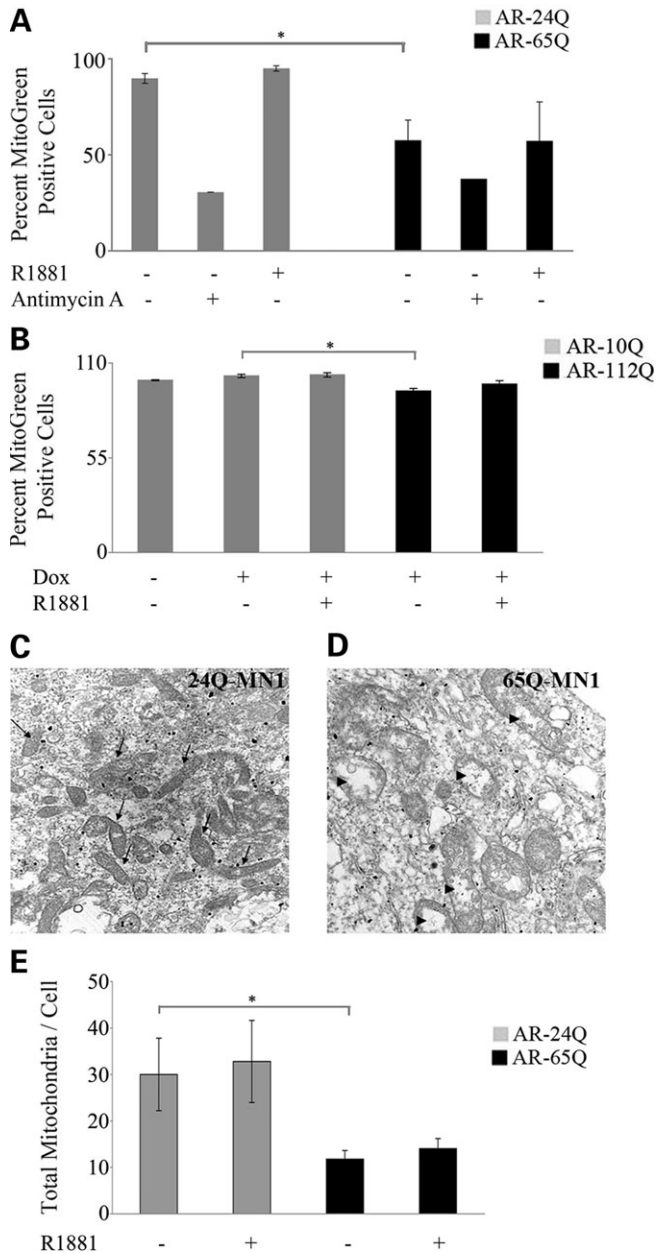 A
AR-24Q
AR-65Q
*
Percent MitoGreen
Positive Cells
100
50
0
R1881 - - + - - +
Antimycin A - + - - + -
B
AR-10Q
AR-112Q
*
Percent MitoGreen
Positive Cells
110
55
0
Dox - + + + +
R1881 - - + - +
C
24Q-MN1
D
65Q-MN1
E
AR-24Q
AR-65Q
*
Total Mitochondria / Cell
50
40
30
20
10
0
R1881 - + - +